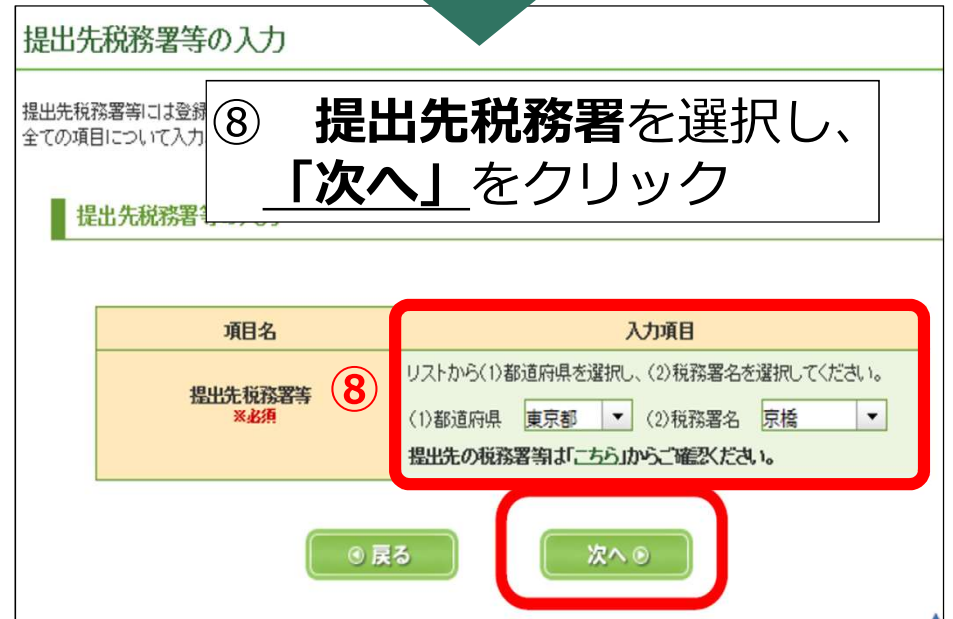 提出先税務署等の入力
提出先税務署等には登録
全ての項目について入力
⑧ 提出先税務署を選択し、
「次へ」をクリック
提出先税務署
項目名
入力項目
提出先税務署等
※必須
⑧
リストから(1)都道府県を選択し、(2)税務署名を選択してください。
(1)都道府県 東京都 (2)税務署名 京橋
提出先の税務署等は「こちら」からご確認ください。
戻る
次へ